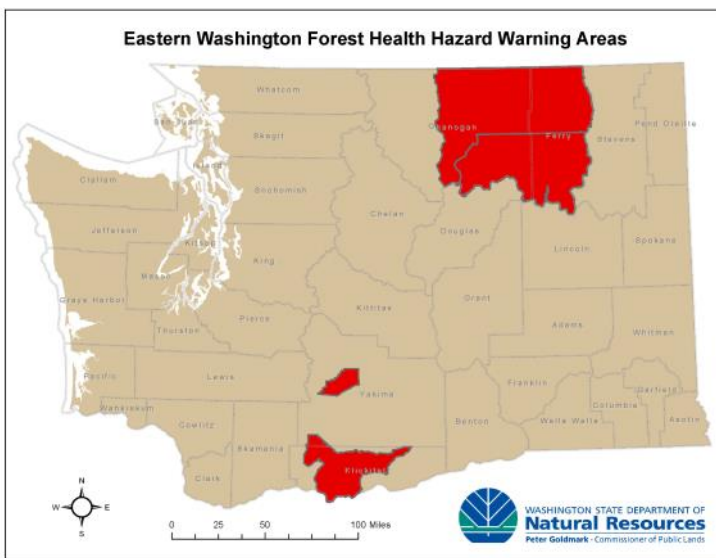 Eastern Washington Forest Health Hazard Warning Areas
Whatcom
San Juan
Skagit
Okanogan
Ferry
Stevens
Pend Oreille
Island
Clallam
Snohomish
Chelan
Jefferson
Kitsap
Douglas
Lincoln
Spokane
King
Mason
Grays Harbor
Kittitas
Grant
Pierce
Thurston
Adams
Whitman
Pacific
Lewis
Yakima
Franklin
Garfield
Wahkiakum
Cowlitz
Benton
Walla Walla
Columbia
Asotin
Skamania
Klickitat
Clark
N
W E
S
0 25 50 100 Miles
WASHINGTON STATE DEPARTMENT OF
Natural Resources
Peter Goldmark - Commissioner of Public Lands